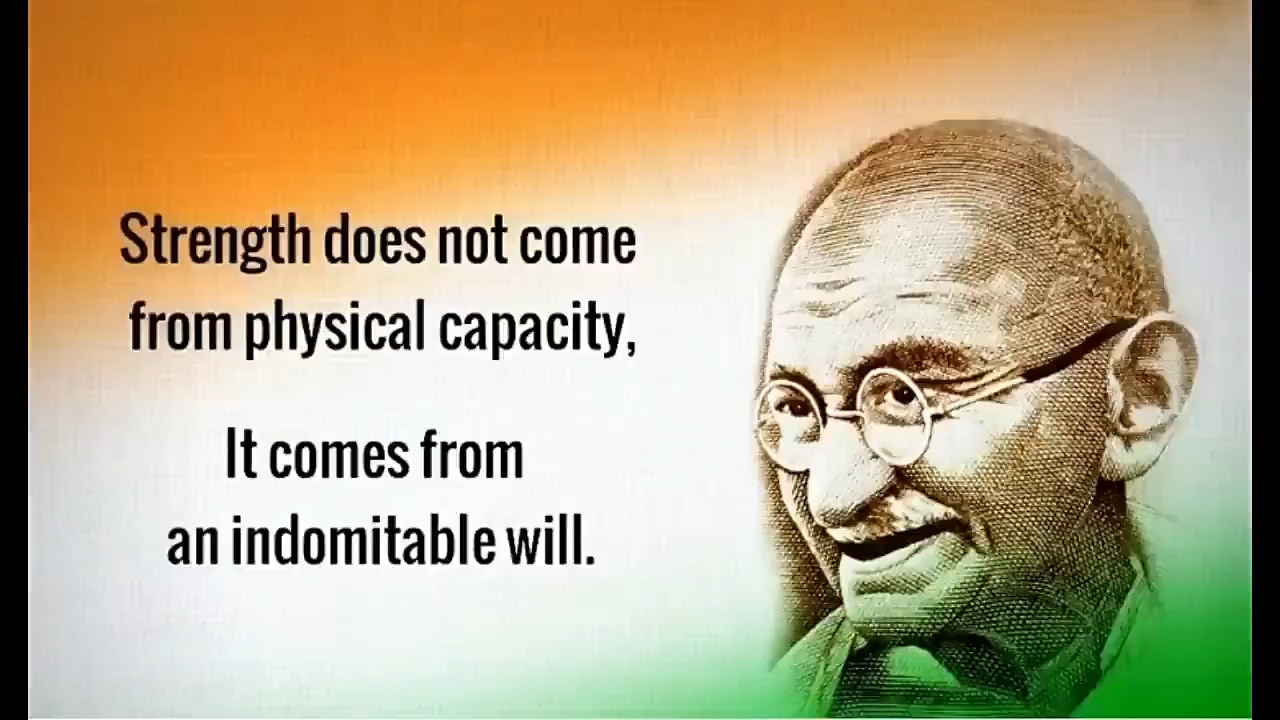 Strength does not come
from physical capacity,
It comes from
an indomitable will.